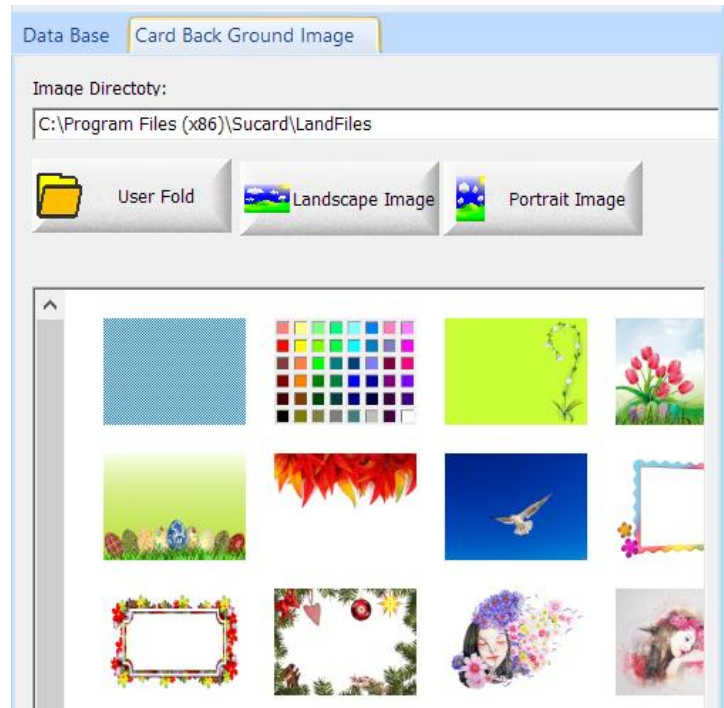 Data Base Card Back Ground Image
Image Directoty:
C:\Program Files (x86)\Sucard\LandFiles
User Fold Landscape Image Portrait Image